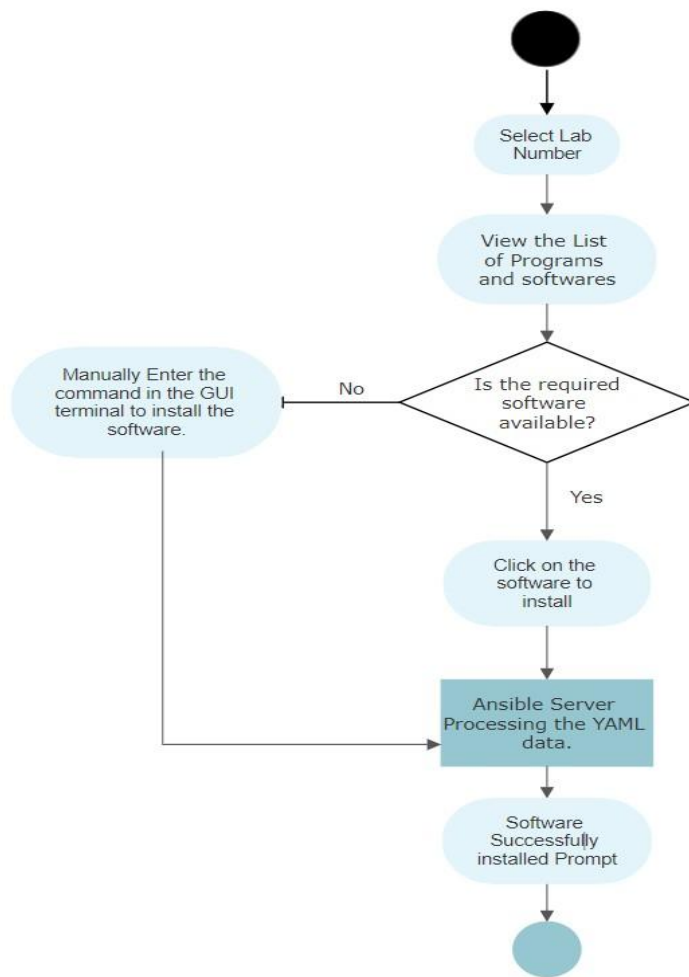 Select Lab
Number
View the List
of Programs
and softwares
Is the required
software
available?
No
Manually Enter the
command in the GUI
terminal to install the
software.
Yes
Click on the
software to
install
Ansible Server
Processing the YAML
data.
Software
Successfully
installed Prompt